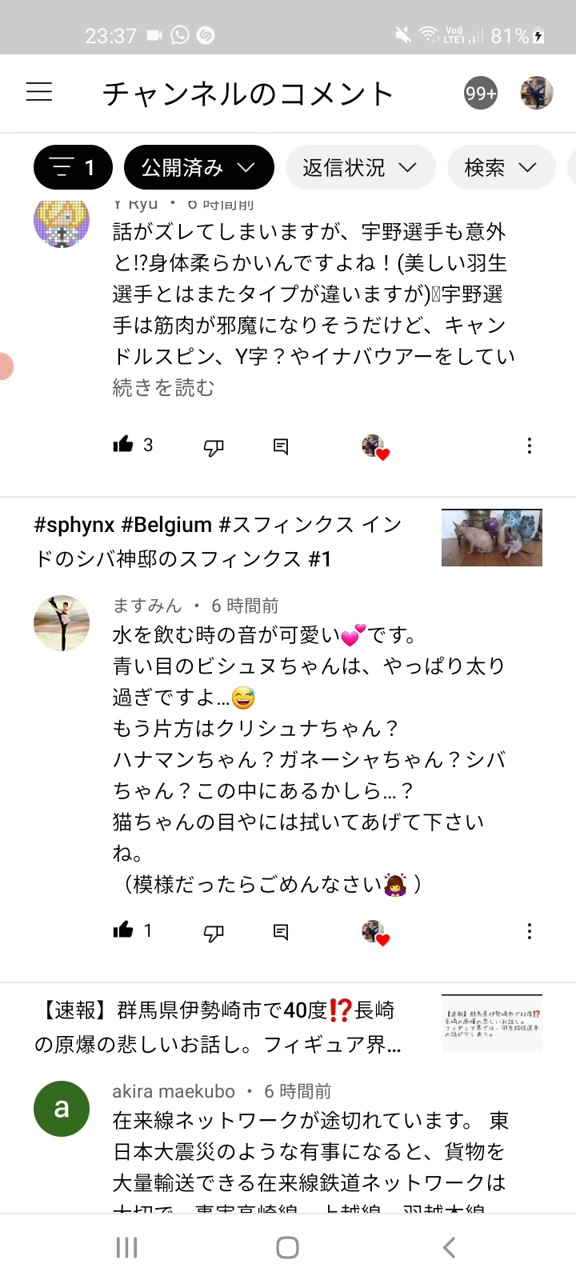 23:37
Vo)) LTE1 81%
チャンネルのコメント
99+
1 公開済み 返信状況 検索
Y Ryu ・ 6 時間前
話がズレてしまいますが、宇野選手も意外
と⁉身体柔らかいんですよね！(美しい羽生
選手とはまたタイプが違いますが)宇野選
手は筋肉が邪魔になりそうだけど、キャン
ドルスピン、Y字？やイナバウアーをしてい
続きを読む
3
#sphynx #Belgium #スフィンクス イン
ドのシバ神邸のスフィンクス #1
ますみん ・ 6 時間前
水を飲む時の音が可愛い💕です。
青い目のビシュヌちゃんは、やっぱり太り
過ぎですよ...😅
もう片方はクリシュナちゃん？
ハナマンちゃん？ガネーシャちゃん？シバ
ちゃん？この中にあるかしら...？
猫ちゃんの目やには拭いてあげて下さい
ね。
（模様だったらごめんなさい🙇‍♀️ ）
1
【速報】群馬県伊勢崎市で40度⁉️長崎
の原爆の悲しいお話し。フィギュア界...
a
akira maekubo ・ 6 時間前
在来線ネットワークが途切れています。 東
日本大震災のような有事になると、貨物を
大量輸送できる在来線鉄道ネットワークは